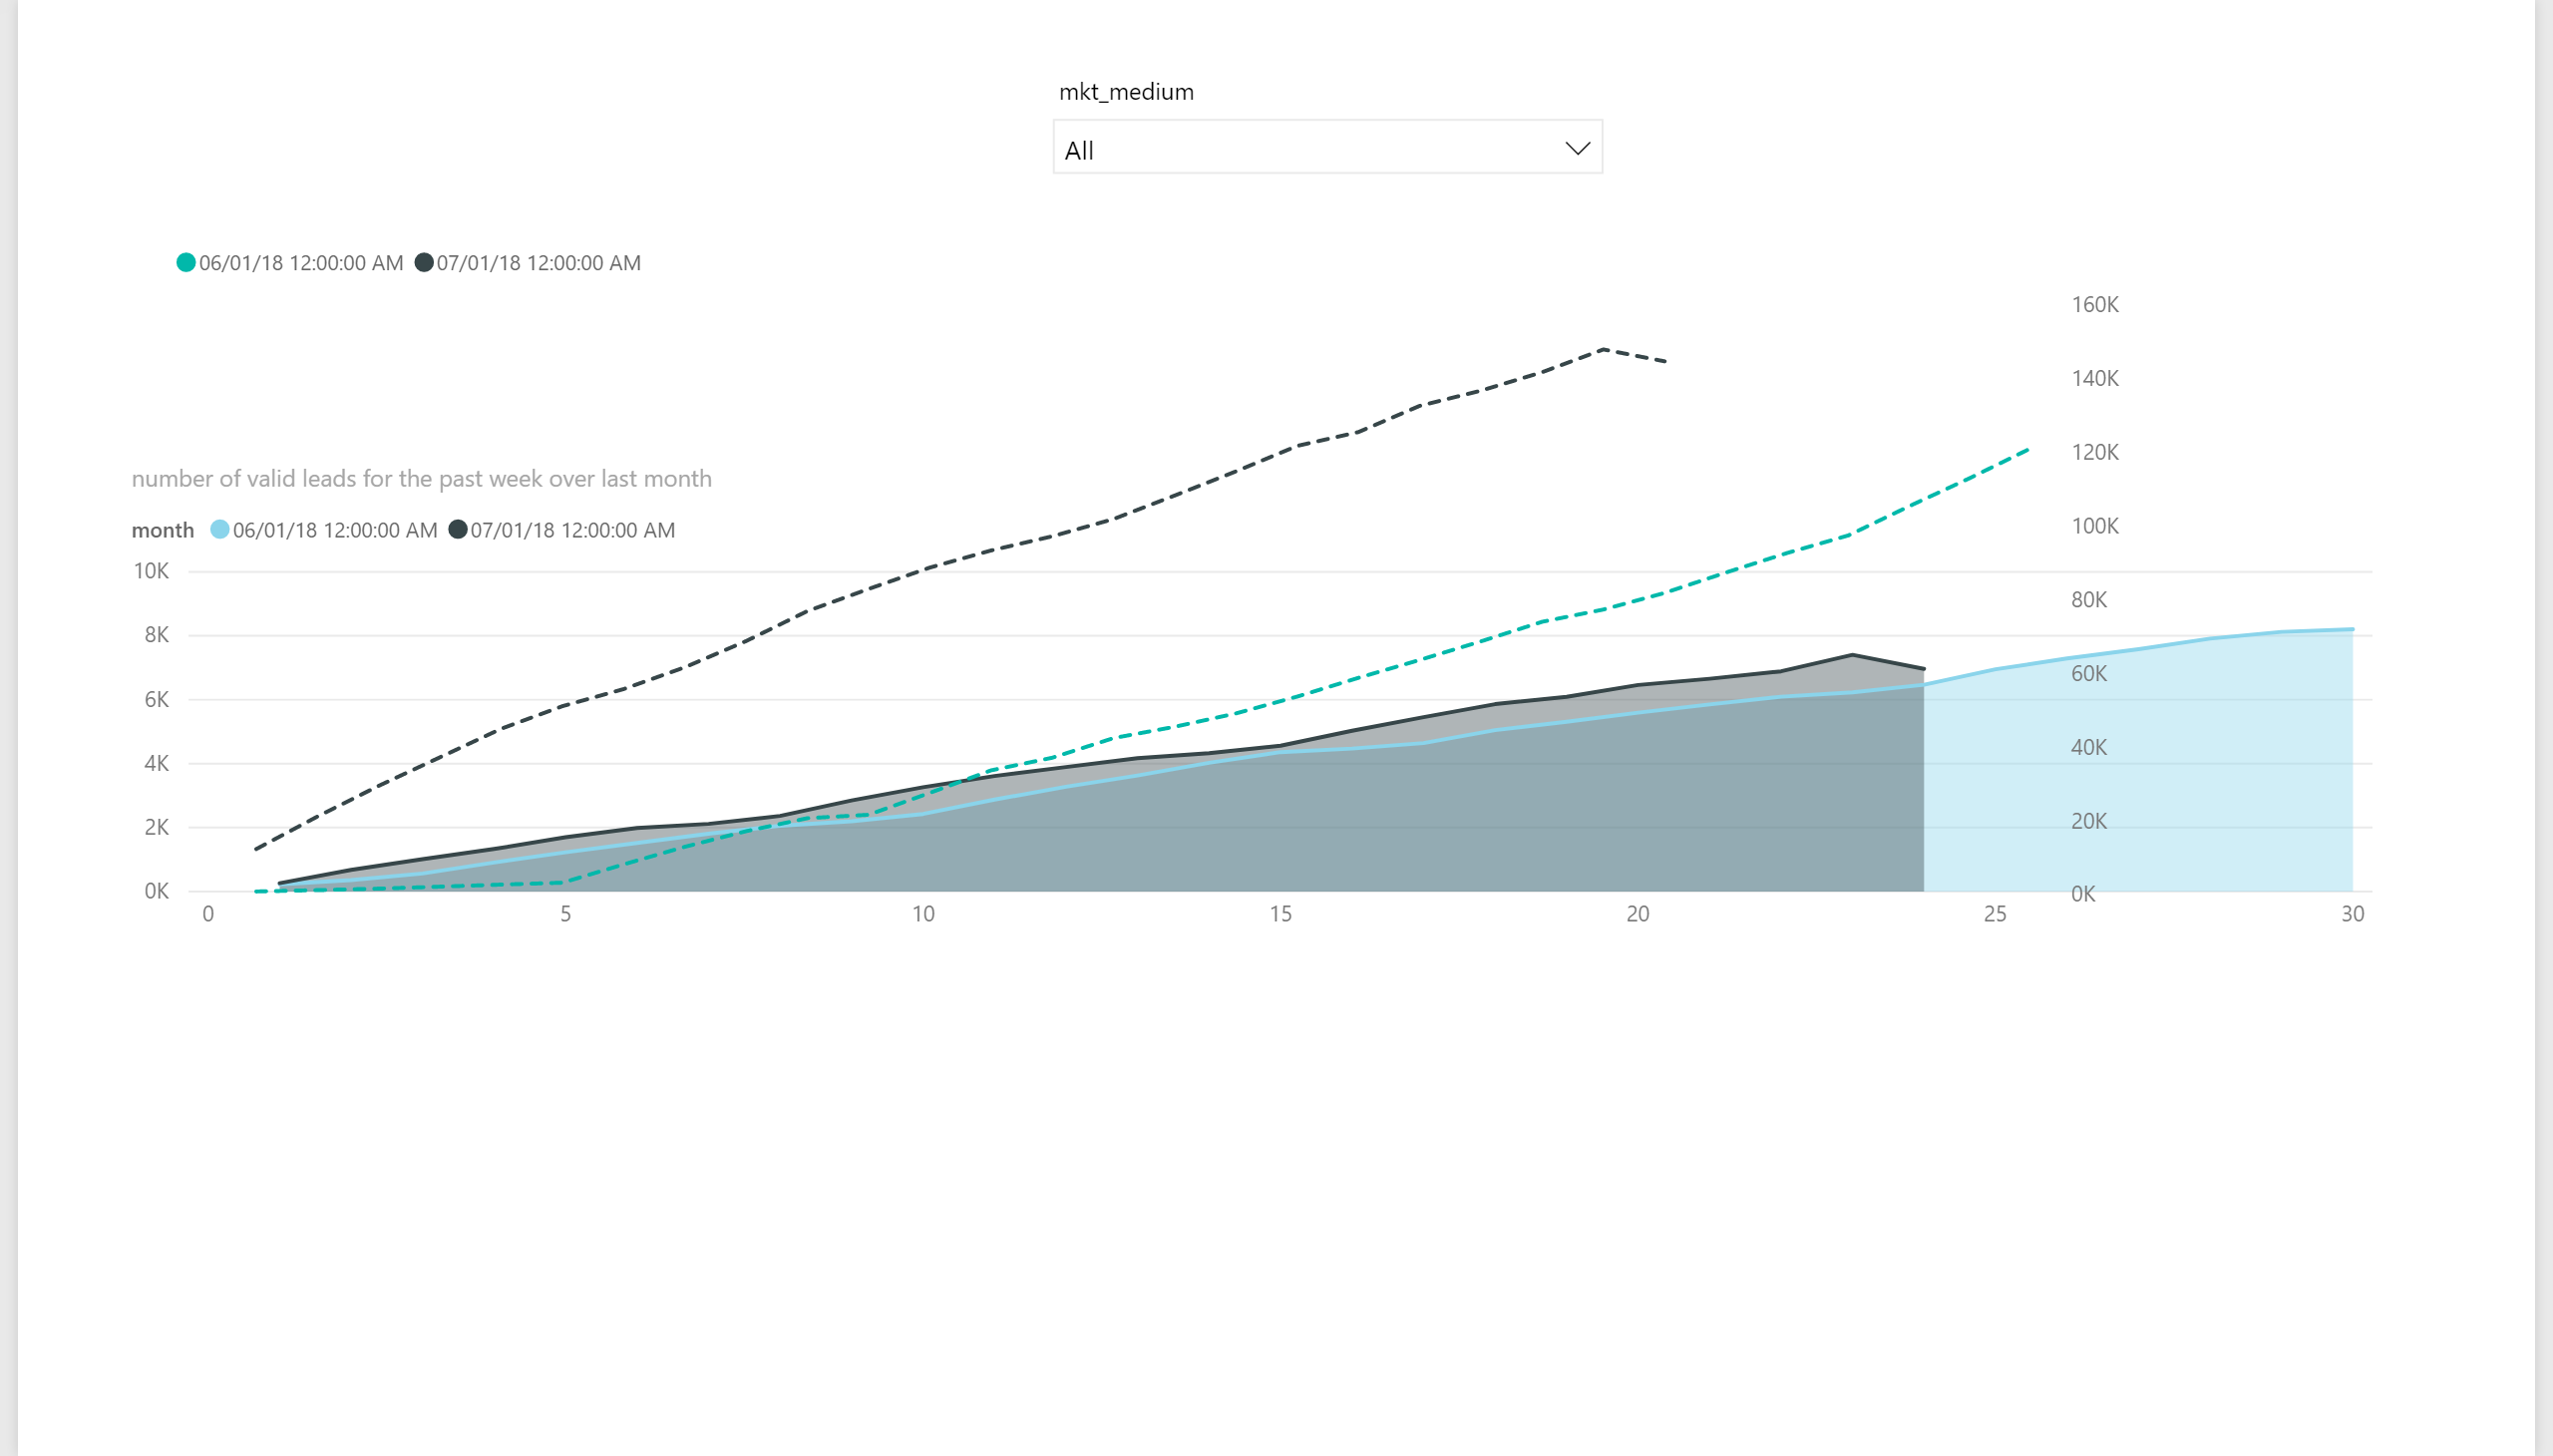 mkt_medium
All
06/01/18 12:00:00 AM 07/01/18 12:00:00 AM
160K
140K
120K
100K
80K
60K
40K
20K
0K
number of valid leads for the past week over last month
month 06/01/18 12:00:00 AM 07/01/18 12:00:00 AM
10K
8K
6K
4K
2K
0K
0 5 10 15 20 25 30